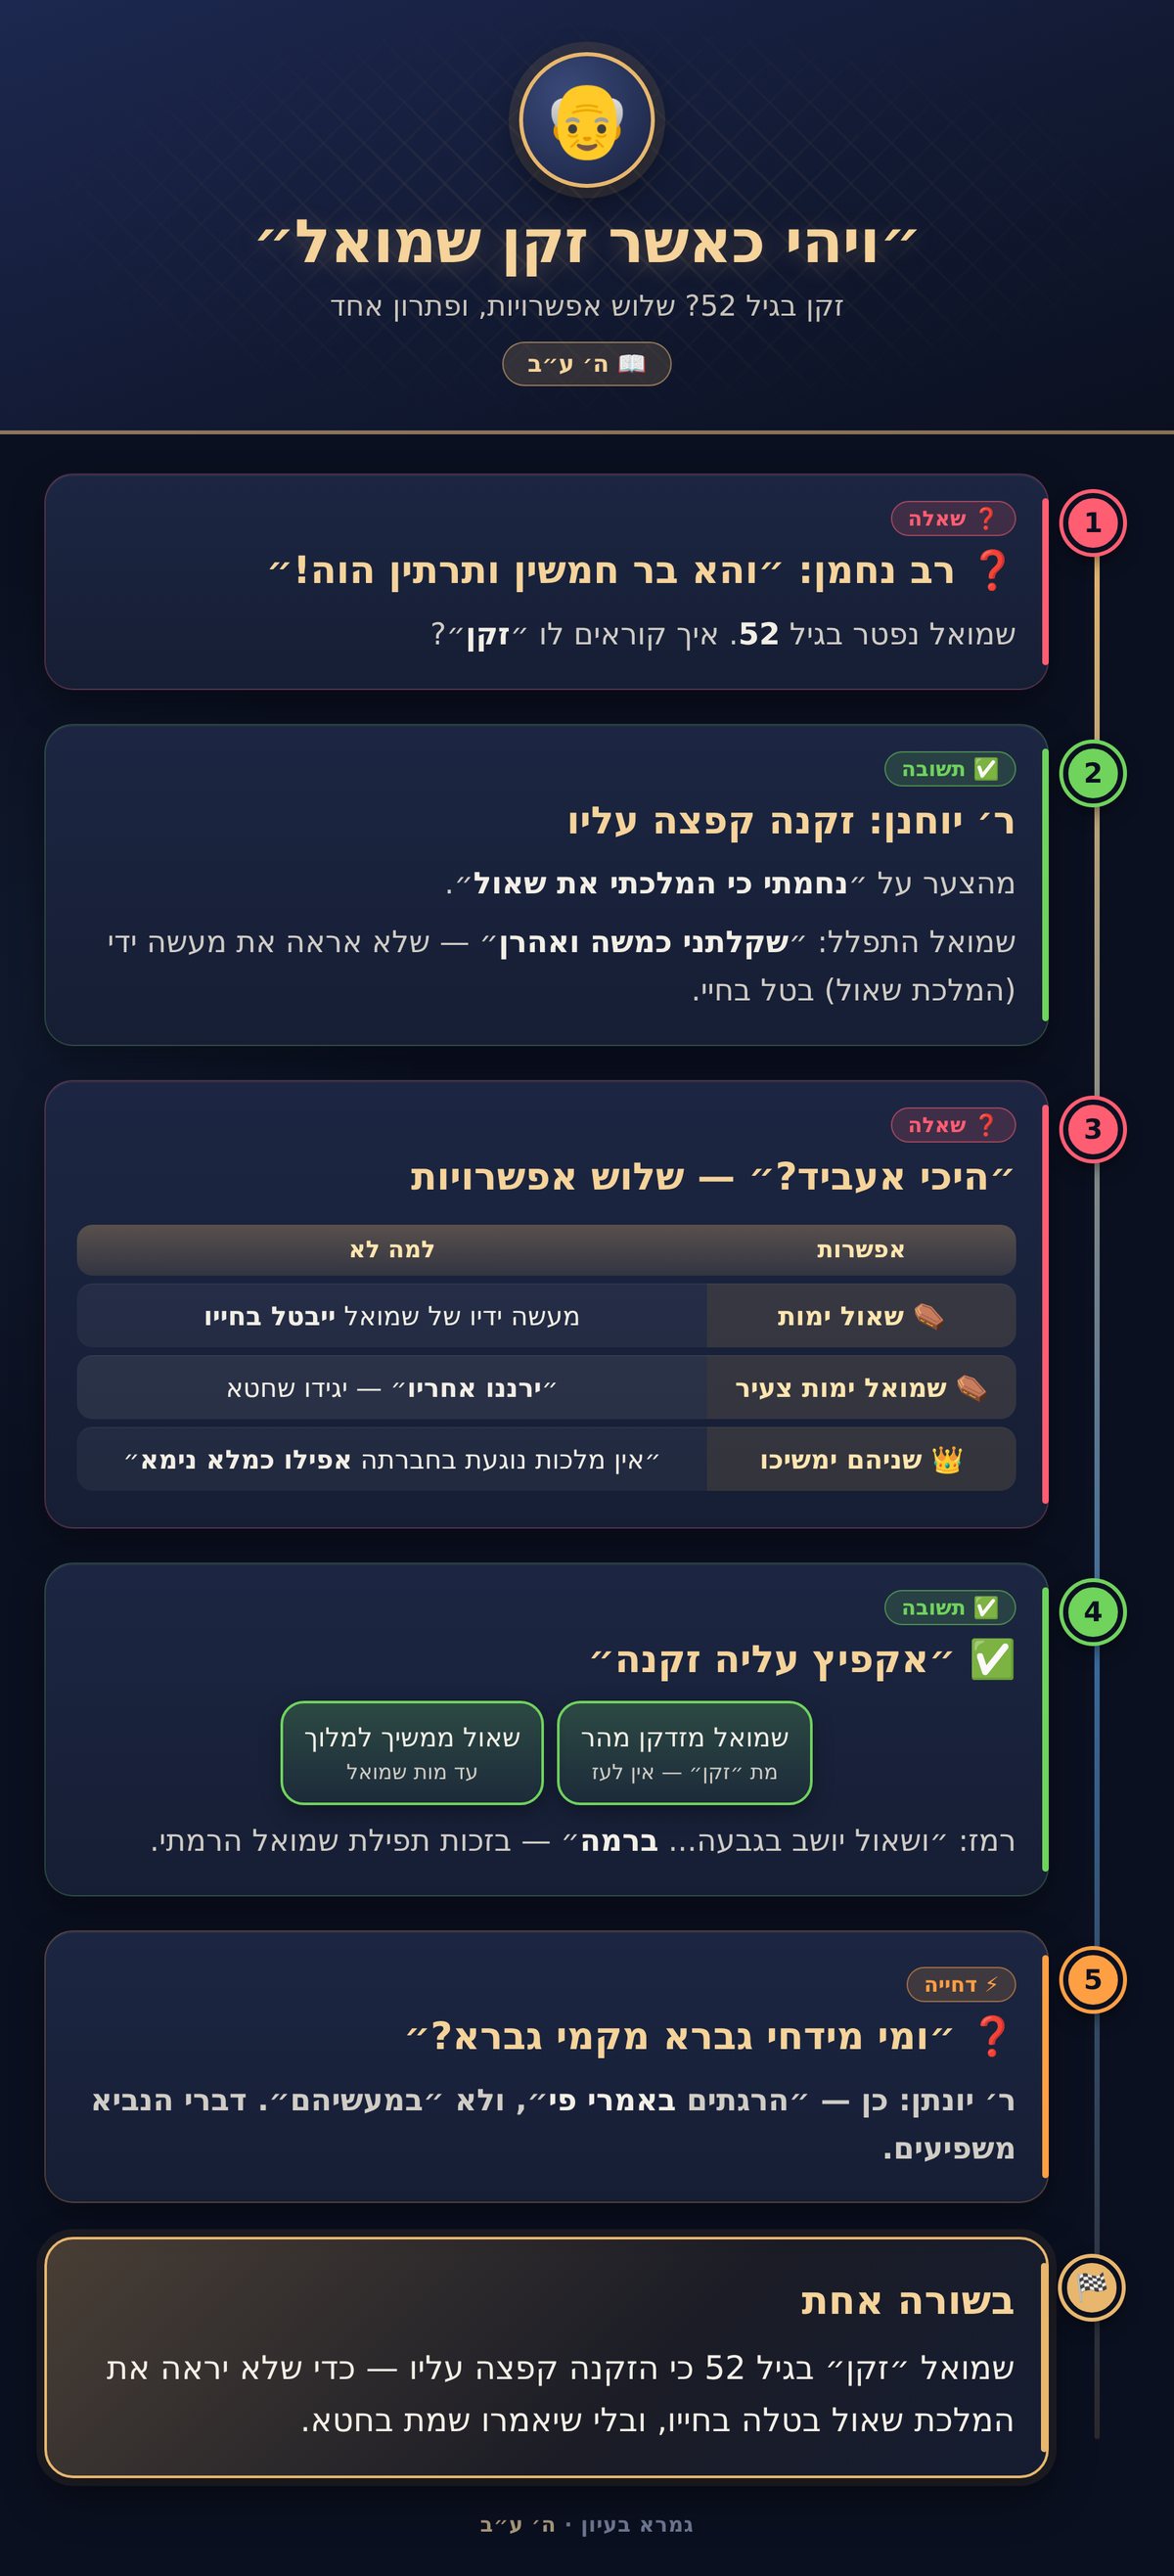 ״ויהי כאשר זקן שמואל״
זקן בגיל 52? שלוש אפשרויות, ופתרון אחד
📖 ה׳ ע״ב
1
❓ שאלה
❓ רב נחמן: ״והא בר חמשין ותרתין הוה!״
שמואל נפטר בגיל 52. איך קוראים לו ״זקן״?
2
✅ תשובה
ר׳ יוחנן: זקנה קפצה עליו
מהצער על ״נחמתי כי המלכתי את שאול״.
שמואל התפלל: ״שקלתני כמשה ואהרן״ — שלא אראה את מעשה ידי
(המלכת שאול) בטל בחיי.
3
❓ שאלה
״היכי אעביד?״ — שלוש אפשרויות
אפשרות למה לא
⚰️ שאול ימות מעשה ידיו של שמואל ייבטל בחייו
⚰️ שמואל ימות צעיר ״ירננו אחריו״ — יגידו שחטא
👑 שניהם ימשיכו ״אין מלכות נוגעת בחברתה אפילו כמלא נימא״
4
✅ תשובה
✅ ״אקפיץ עליה זקנה״
שמואל מזדקן מהר
מת ״זקן״ — אין לעז
שאול ממשיך למלוך
עד מות שמואל
רמז: ״ושאול יושב בגבעה... ברמה״ — בזכות תפילת שמואל הרמתי.
5
⚡ דחייה
❓ ״ומי מידחי גברא מקמי גברא?״
ר׳ יונתן: כן — ״הרגתים באמרי פי״, ולא ״במעשיהם״. דברי הנביא
משפיעים.
🏁
בשורה אחת
שמואל ״זקן״ בגיל 52 כי הזקנה קפצה עליו — כדי שלא יראה את
המלכת שאול בטלה בחייו, ובלי שיאמרו שמת בחטא.
גמרא בעיון · ה׳ ע״ב